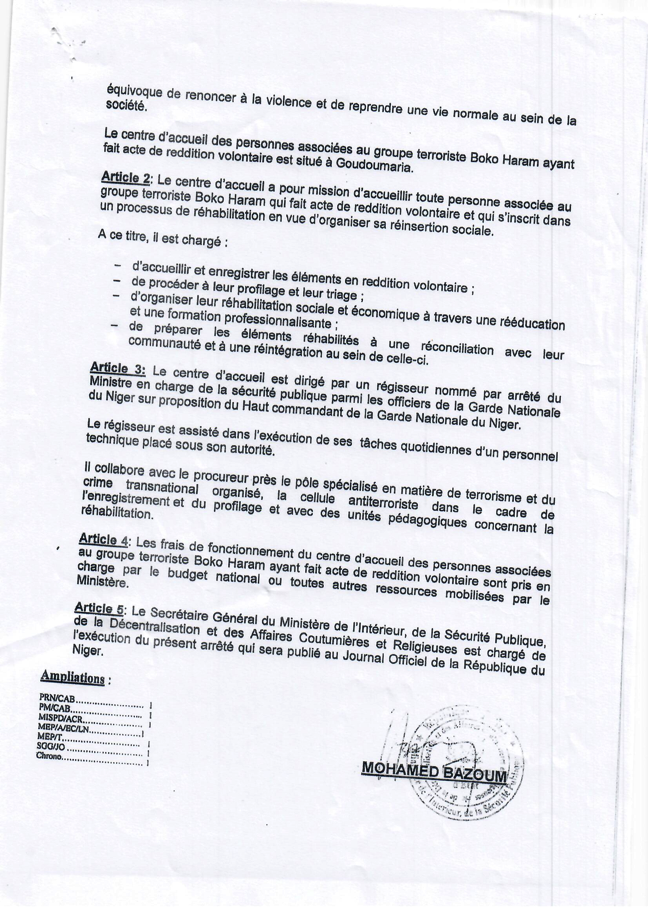 équivoque de renoncer à la violence et de reprendre une vie normale au sein de la
société.
Le centre d'accueil des personnes associées au groupe terroriste Boko Haram ayant
fait acte de reddition volontaire est situé à Goudoumaria.
Article 2: Le centre d'accueil a pour mission d'accueillir toute personne associée au
groupe terroriste Boko Haram qui fait acte de reddition volontaire et qui s'inscrit dans
un processus de réhabilitation en vue d'organiser sa réinsertion sociale.
A ce titre, il est chargé :
– d'accueillir et enregistrer les éléments en reddition volontaire ;
– de procéder à leur profilage et leur triage ;
– d'organiser leur réhabilitation sociale et économique à travers une rééducation
et une formation professionnalisante ;
– de préparer les éléments réhabilités à une réconciliation avec leur
communauté et à une réintégration au sein de celle-ci.
Article 3: Le centre d'accueil est dirigé par un régisseur nommé par arrêté du
Ministre en charge de la sécurité publique parmi les officiers de la Garde Nationale
du Niger sur proposition du Haut commandant de la Garde Nationale du Niger.
Le régisseur est assisté dans l'exécution de ses tâches quotidiennes d'un personnel
technique placé sous son autorité.
Il collabore avec le procureur près le pôle spécialisé en matière de terrorisme et du
crime transnational organisé, la cellule antiterroriste dans le cadre de
l'enregistrement et du profilage et avec des unités pédagogiques concernant la
réhabilitation.
Article 4: Les frais de fonctionnement du centre d'accueil des personnes associées
au groupe terroriste Boko Haram ayant fait acte de reddition volontaire sont pris en
charge par le budget national ou toutes autres ressources mobilisées par le
Ministère.
Article 5: Le Secrétaire Général du Ministère de l'Intérieur, de la Sécurité Publique,
de la Décentralisation et des Affaires Coutumières et Religieuses est chargé de
l'exécution du présent arrêté qui sera publié au Journal Officiel de la République du
Niger.
Ampliations :
PRN/CAB........................ 1
PM/CAB........................ 1
MISPD/ACR.................... 1
MEP/A/EC/LN.................1
MEP/T........................ 1
SGG/JO ........................ 1
Chrono........................ 1
MOHAMED BAZOUM
de l'Intérieur, de la Sécurité